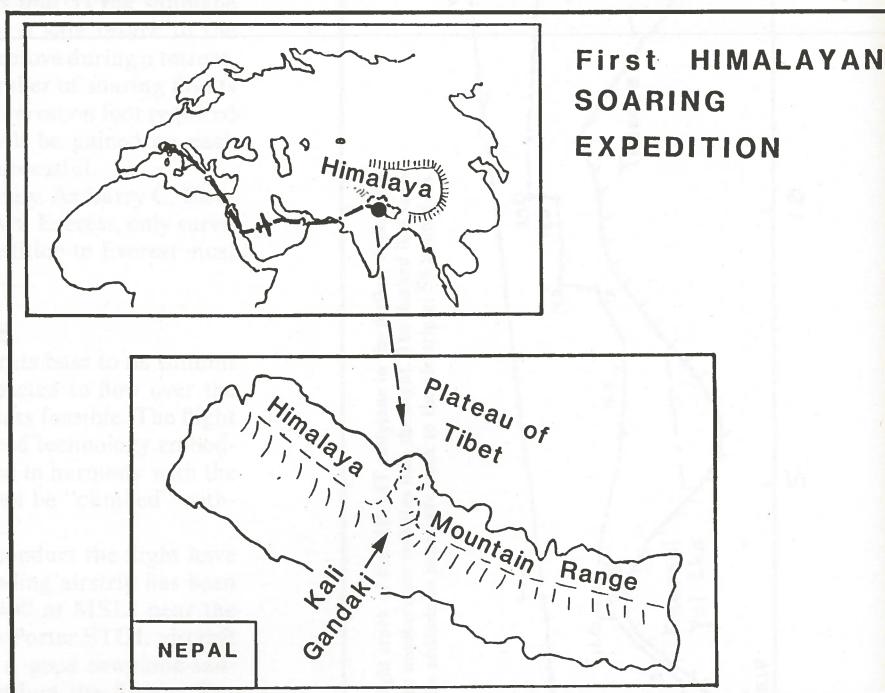 First HIMALAYAN
SOARING
EXPEDITION
Himalaya
Plateau of
Tibet
Himalaya
Mountain Range
Kali
Gandaki
NEPAL